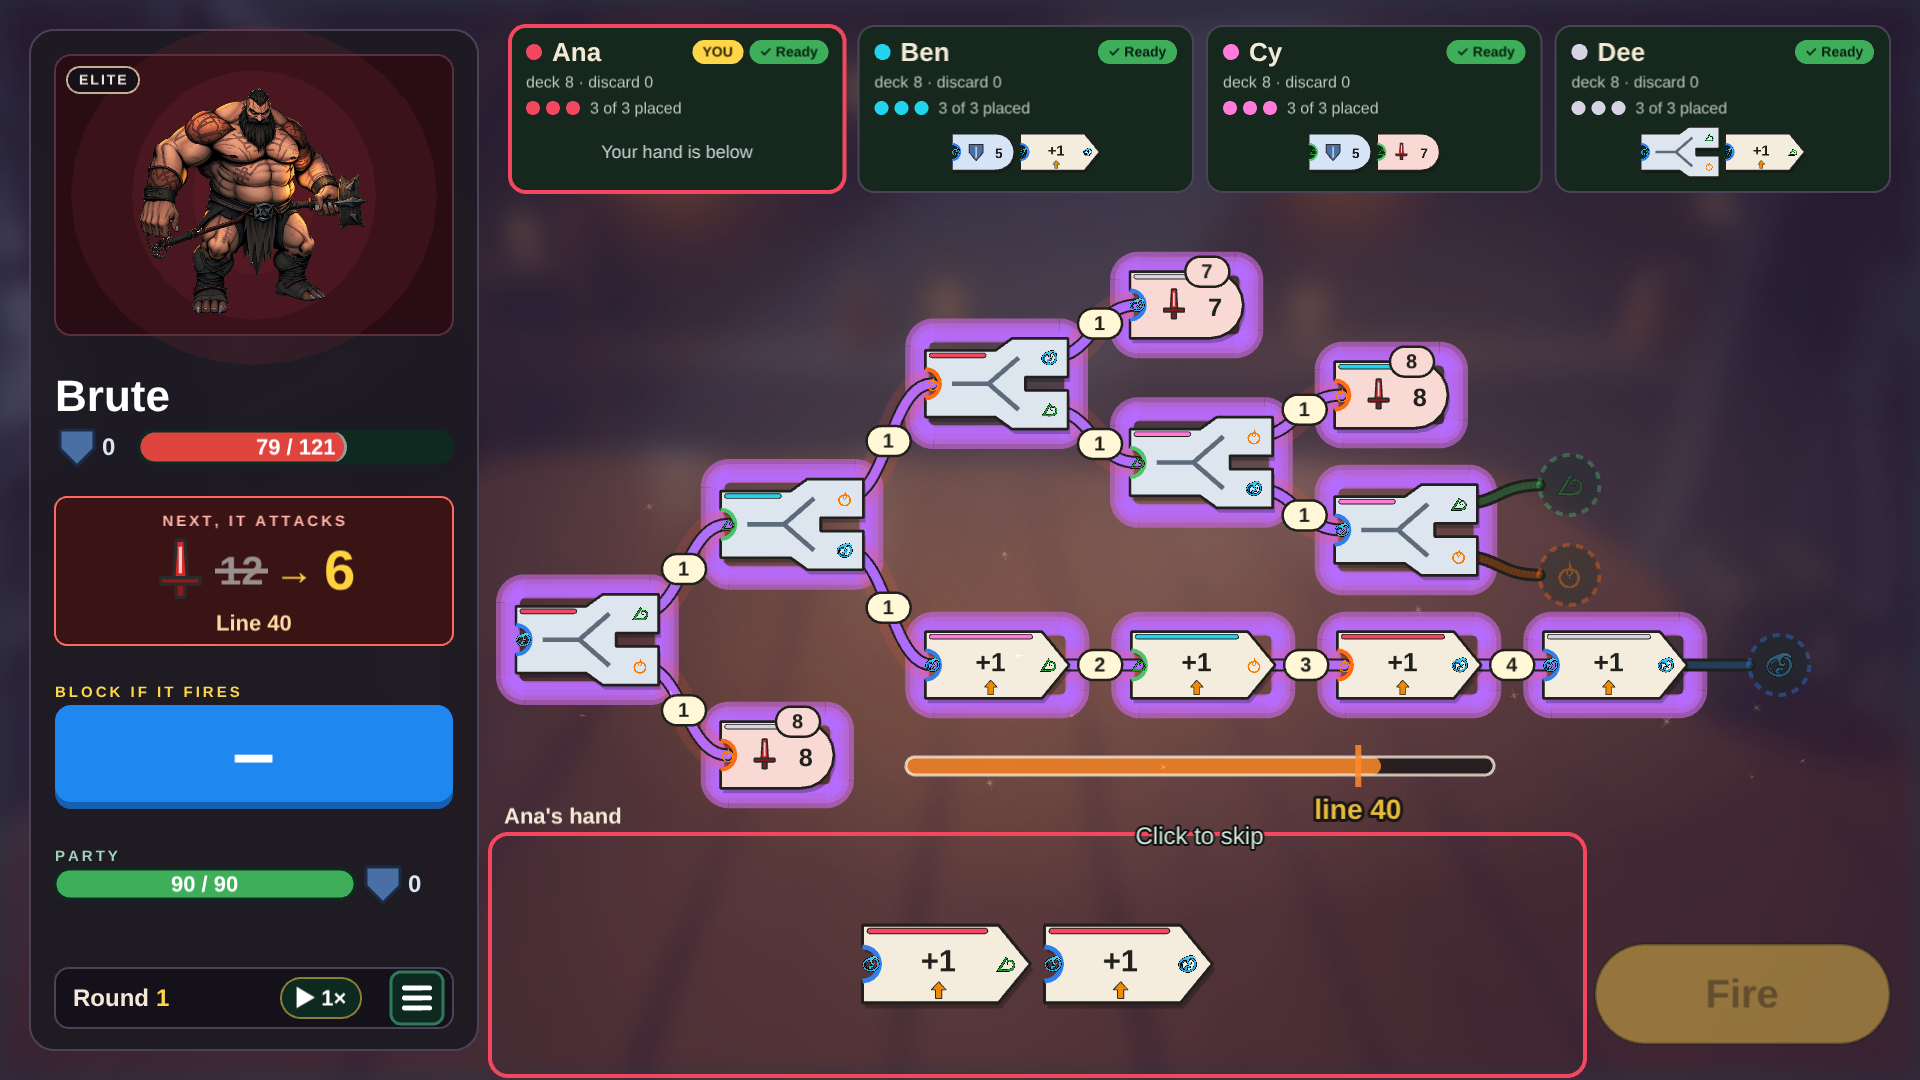 ELITE
Brute
0
79 / 121
NEXT, IT ATTACKS
12 → 6
Line 40
BLOCK IF IT FIRES
—
PARTY
90 / 90
0
Round 1
1×
Ana
YOU
✓ Ready
deck 8 · discard 0
3 of 3 placed
Your hand is below
Ben
✓ Ready
deck 8 · discard 0
3 of 3 placed
5
+1
Cy
✓ Ready
deck 8 · discard 0
3 of 3 placed
5
7
Dee
✓ Ready
deck 8 · discard 0
3 of 3 placed
+1
7
7
1
8
8
1
1
1
1
1
1
+1
2
+1
3
+1
4
+1
1
8
8
line 40
Click to skip
Ana's hand
+1
+1
Fire